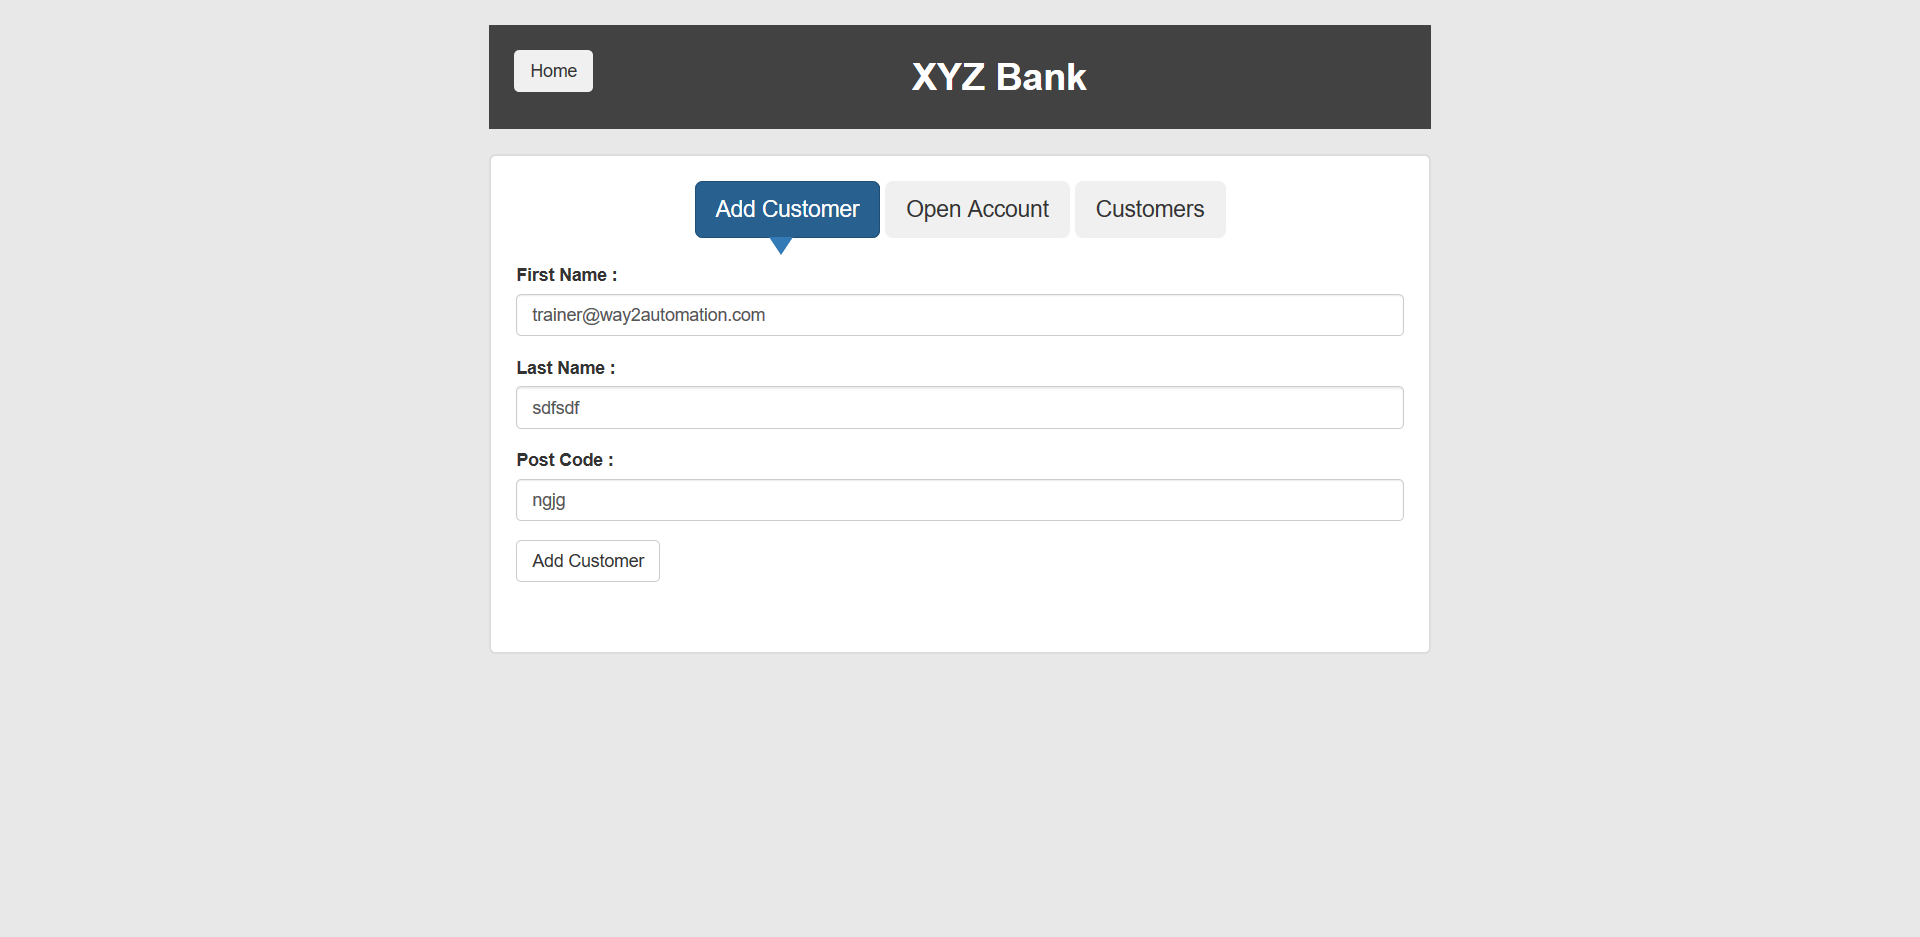 Home
XYZ Bank
Add Customer Open Account Customers
First Name :
trainer@way2automation.com
Last Name :
sdfsdf
Post Code :
ngjg
Add Customer